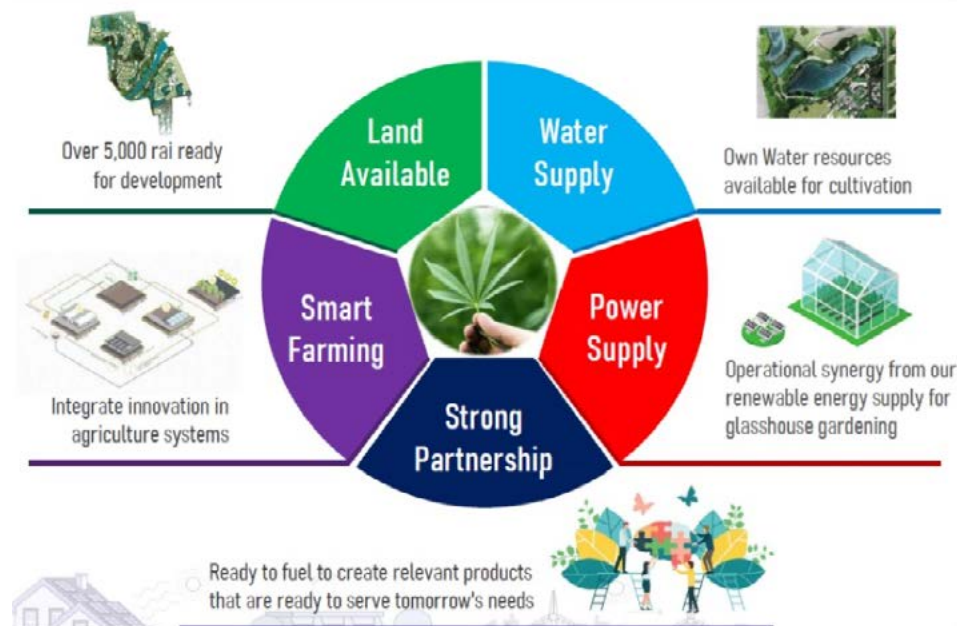 Land
Available
Water
Supply
Over 5,000 rai ready
for development
Own Water resources
available for cultivation
Smart
Farming
Power
Supply
Integrate innovation in
agriculture systems
Operational synergy from our
renewable energy supply for
glasshouse gardening
Strong
Partnership
Ready to fuel to create relevant products
that are ready to serve tomorrow's needs